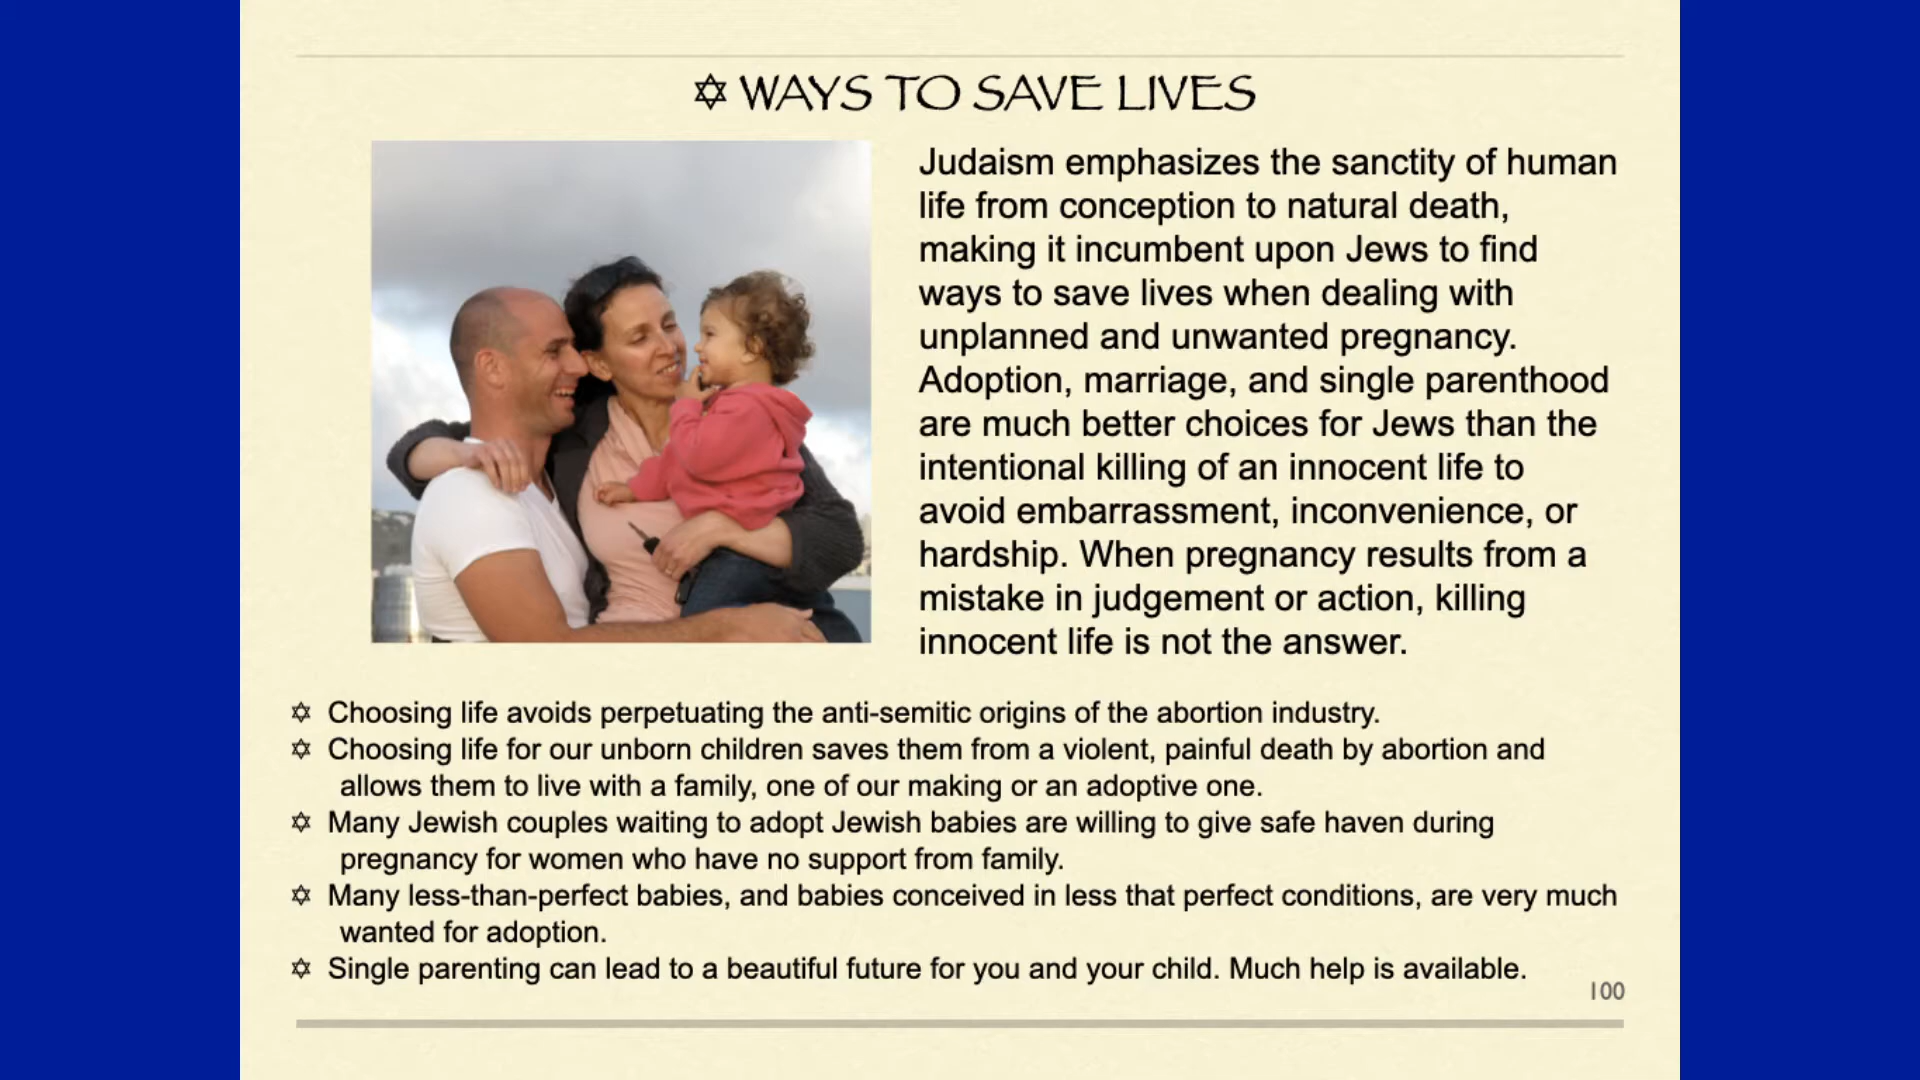 ✡ WAYS TO SAVE LIVES
Judaism emphasizes the sanctity of human
life from conception to natural death,
making it incumbent upon Jews to find
ways to save lives when dealing with
unplanned and unwanted pregnancy.
Adoption, marriage, and single parenthood
are much better choices for Jews than the
intentional killing of an innocent life to
avoid embarrassment, inconvenience, or
hardship. When pregnancy results from a
mistake in judgement or action, killing
innocent life is not the answer.
✡ Choosing life avoids perpetuating the anti-semitic origins of the abortion industry.
✡ Choosing life for our unborn children saves them from a violent, painful death by abortion and
allows them to live with a family, one of our making or an adoptive one.
✡ Many Jewish couples waiting to adopt Jewish babies are willing to give safe haven during
pregnancy for women who have no support from family.
✡ Many less-than-perfect babies, and babies conceived in less that perfect conditions, are very much
wanted for adoption.
✡ Single parenting can lead to a beautiful future for you and your child. Much help is available.
100